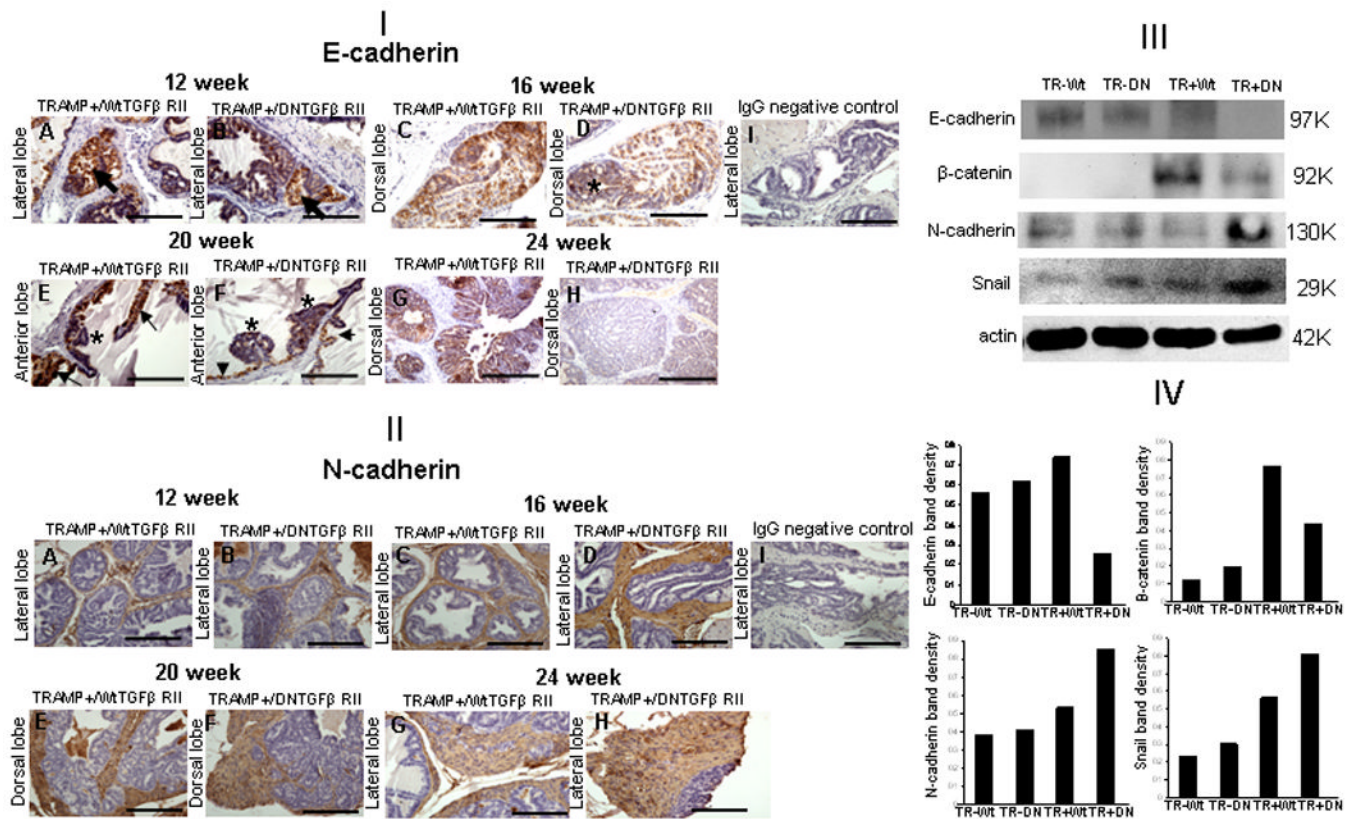 I
E-cadherin
12 week
16 week
TRAMP+/WtTGFβ RII
TRAMP+/DNTGFβ RII
TRAMP+/WtTGFβ RII
TRAMP+/DNTGFβ RII
IgG negative control
Lateral lobe
A
Lateral lobe
B
Dorsal lobe
C
Dorsal lobe
D
*
Lateral lobe
I
20 week
24 week
TRAMP+/WtTGFβ RII
TRAMP+/DNTGFβ RII
TRAMP+/WtTGFβ RII
TRAMP+/DNTGFβ RII
Anterior lobe
E
*
Anterior lobe
F
*
*
Dorsal lobe
G
Dorsal lobe
H
II
N-cadherin
12 week
16 week
TRAMP+/WtTGFβ RII
TRAMP+/DNTGFβ RII
TRAMP+/WtTGFβ RII
TRAMP+/DNTGFβ RII
IgG negative control
Lateral lobe
A
Lateral lobe
B
Lateral lobe
C
Lateral lobe
D
Lateral lobe
I
20 week
24 week
TRAMP+/WtTGFβ RII
TRAMP+/DNTGFβ RII
TRAMP+/WtTGFβ RII
TRAMP+/DNTGFβ RII
Dorsal lobe
E
Dorsal lobe
F
Lateral lobe
G
Lateral lobe
H
III
TR-Wt TR-DN TR+Wt TR+DN
E-cadherin 97K
β-catenin 92K
N-cadherin 130K
Snail 29K
actin 42K
IV
E-cadherin band density
TR-Wt TR-DN TR+Wt TR+DN
B-catenin band density
TR-Wt TR-DN TR+Wt TR+DN
N-cadherin band density
TR-Wt TR-DN TR+Wt TR+DN
Snail band density
TR-Wt TR-DN TR+Wt TR+DN